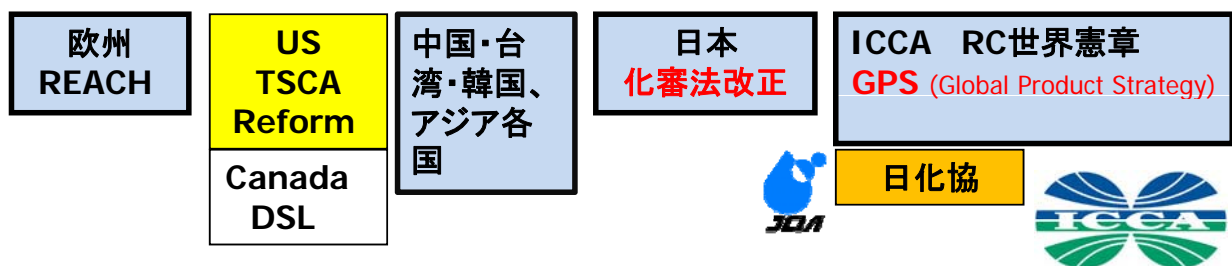 欧州
REACH
US
TSCA
Reform
Canada
DSL
中国・台
湾・韓国、
アジア各
国
日本
化審法改正
ICCA RC世界憲章
GPS (Global Product Strategy)
日化協
JCIA
ICCA